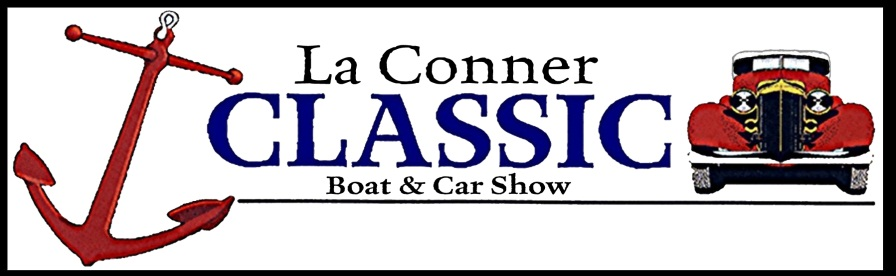 La Conner
CLASSIC
Boat & Car Show